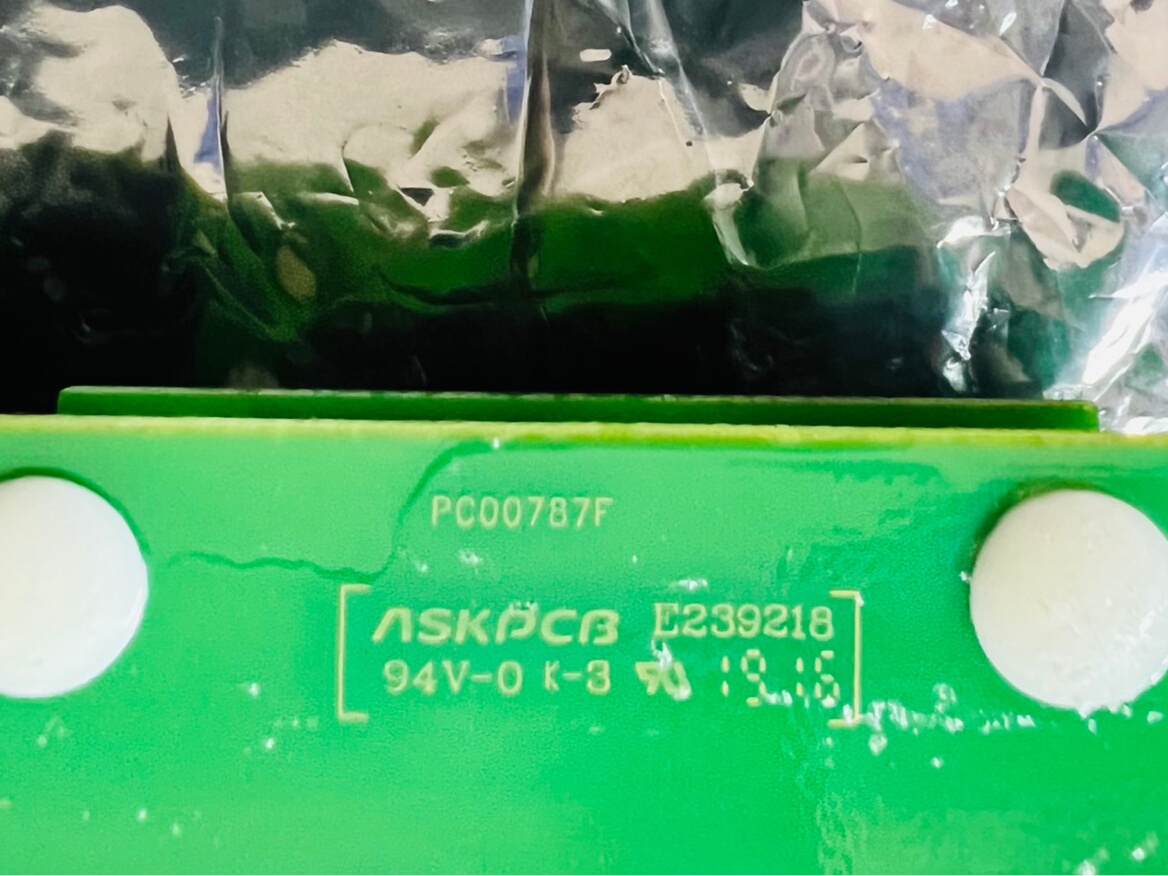 PC00787F
ASKPCB E239218
94V-0 K-3 1916